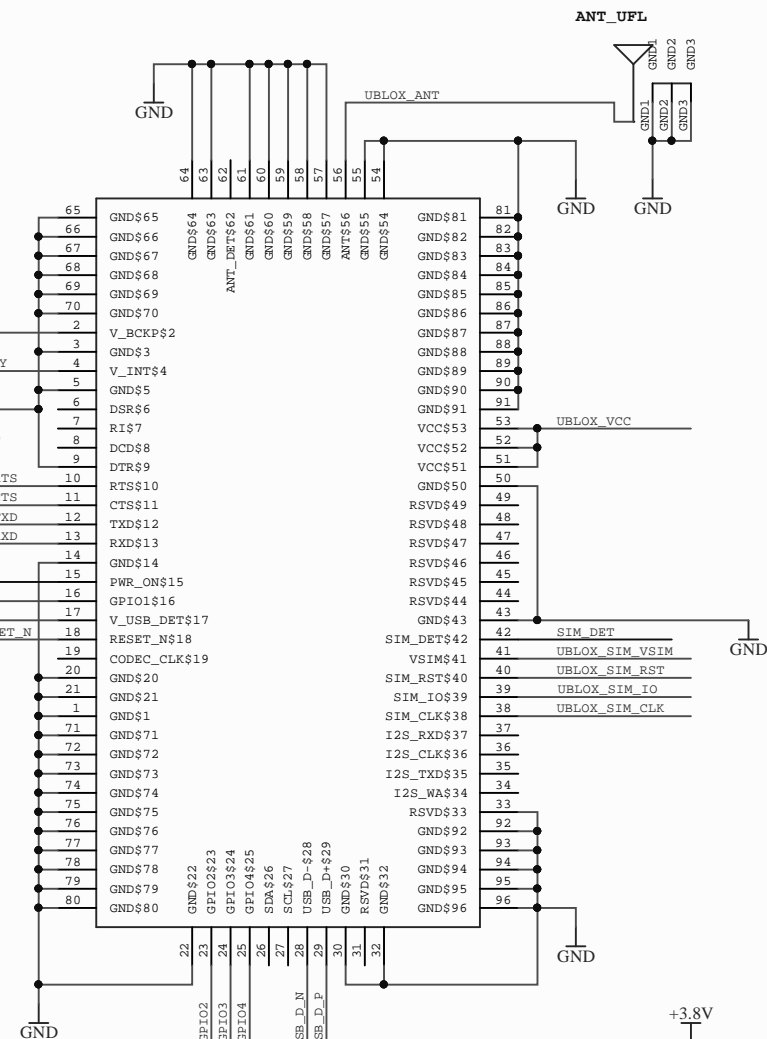 ANT_UFL
GND1
GND2
GND3
GND1
GND2
GND3
UBLOX_ANT
GND
GND
GND
64
63
62
61
60
59
58
57
56
55
54
GND$64
GND$63
ANT_DET$62
GND$61
GND$60
GND$59
GND$58
GND$57
ANT$56
GND$55
GND$54
65 GND$65
66 GND$66
67 GND$67
68 GND$68
69 GND$69
70 GND$70
2 V_BCKP$2
3 GND$3
Y 4 V_INT$4
5 GND$5
6 DSR$6
7 RI$7
8 DCD$8
9 DTR$9
TS 10 RTS$10
TS 11 CTS$11
XD 12 TXD$12
XD 13 RXD$13
14 GND$14
15 PWR_ON$15
16 GPIO1$16
17 V_USB_DET$17
ET_N 18 RESET_N$18
19 CODEC_CLK$19
20 GND$20
21 GND$21
1 GND$1
71 GND$71
72 GND$72
73 GND$73
74 GND$74
75 GND$75
76 GND$76
77 GND$77
78 GND$78
79 GND$79
80 GND$80
GND$81 81
GND$82 82
GND$83 83
GND$84 84
GND$85 85
GND$86 86
GND$87 87
GND$88 88
GND$89 89
GND$90 90
GND$91 91
VCC$53 53 UBLOX_VCC
VCC$52 52
VCC$51 51
GND$50 50
RSVD$49 49
RSVD$48 48
RSVD$47 47
RSVD$46 46
RSVD$45 45
RSVD$44 44
GND$43 43
SIM_DET$42 42 SIM_DET
VSIM$41 41 UBLOX_SIM_VSIM
SIM_RST$40 40 UBLOX_SIM_RST
SIM_IO$39 39 UBLOX_SIM_IO
SIM_CLK$38 38 UBLOX_SIM_CLK
I2S_RXD$37 37
I2S_CLK$36 36
I2S_TXD$35 35
I2S_WA$34 34
RSVD$33 33
GND$92 92
GND$93 93
GND$94 94
GND$95 95
GND$96 96
GND
GND
GND$22
GPIO2$23
GPIO3$24
GPIO4$25
SDA$26
SCL$27
USB_D-$28
USB_D+$29
GND$30
RSVD$31
GND$32
22
23
24
25
26
27
28
29
30
31
32
GPIO2
GPIO3
GPIO4
SB_D_N
SB_D_P
GND
+3.8V